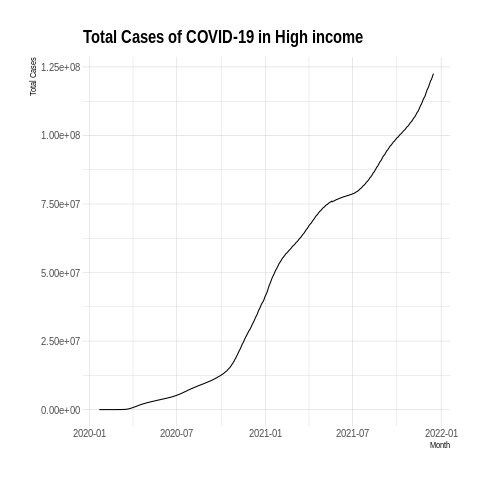 Total Cases of COVID-19 in High income
Total Cases
1.25e+08
1.00e+08
7.50e+07
5.00e+07
2.50e+07
0.00e+00
2020-01 2020-07 2021-01 2021-07 2022-01
Month